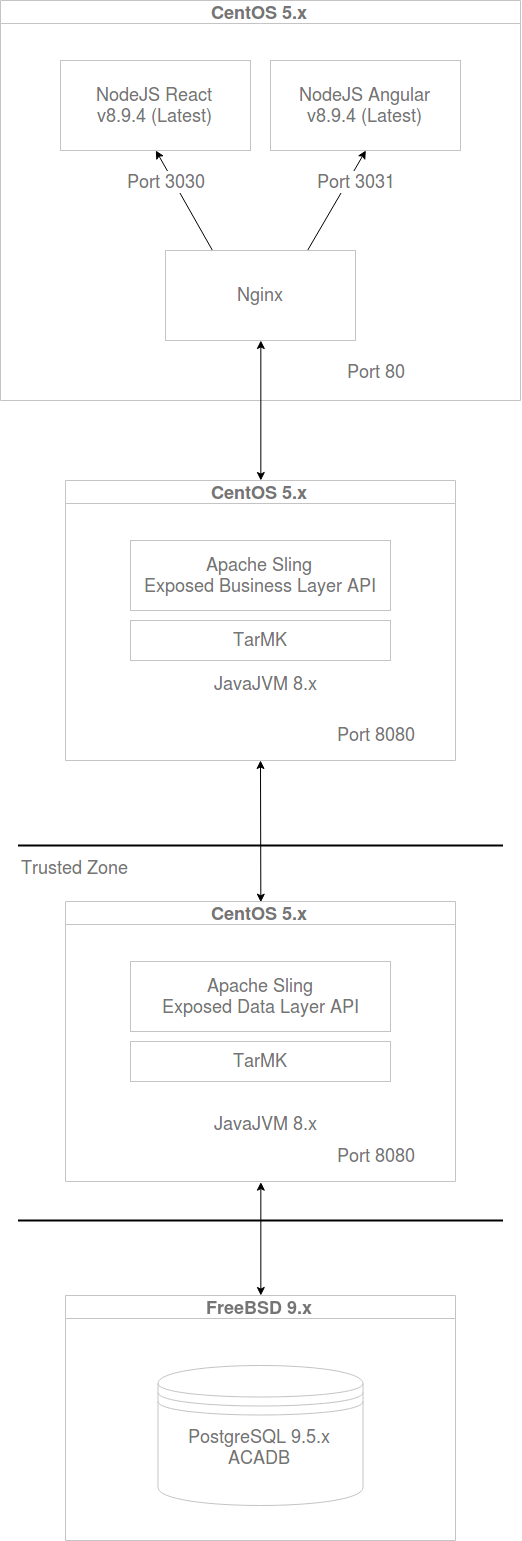 CentOS 5.x
NodeJS React
v8.9.4 (Latest)
NodeJS Angular
v8.9.4 (Latest)
Port 3030
Port 3031
Nginx
Port 80
CentOS 5.x
Apache Sling
Exposed Business Layer API
TarMK
JavaJVM 8.x
Port 8080
Trusted Zone
CentOS 5.x
Apache Sling
Exposed Data Layer API
TarMK
JavaJVM 8.x
Port 8080
FreeBSD 9.x
PostgreSQL 9.5.x
ACADB